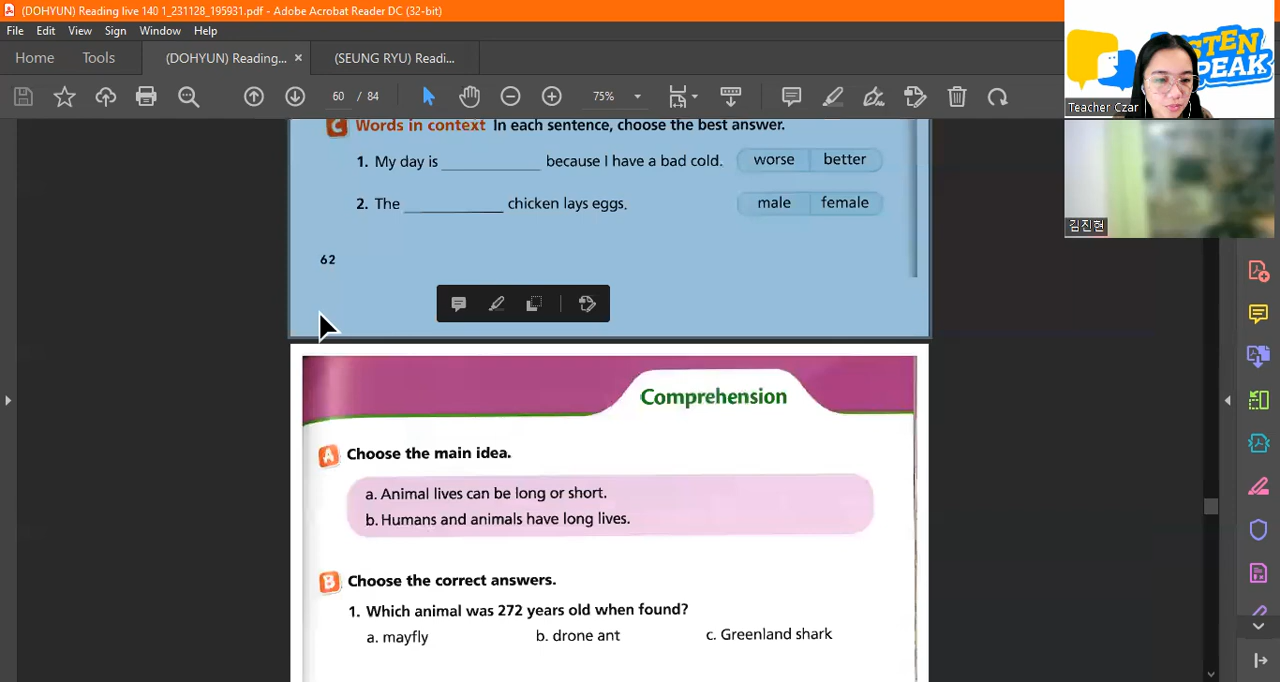 (DOHYUN) Reading live 140 1_231128_195931.pdf - Adobe Acrobat Reader DC (32-bit)
File Edit View Sign Window Help
Home Tools (DOHYUN) Reading... × (SEUNG RYU) Readi...
60 / 84 75%
C Words in context In each sentence, choose the best answer.
1. My day is ____________ because I have a bad cold. worse better
2. The ____________ chicken lays eggs. male female
62
Comprehension
A Choose the main idea.
a. Animal lives can be long or short.
b. Humans and animals have long lives.
B Choose the correct answers.
1. Which animal was 272 years old when found?
a. mayfly b. drone ant c. Greenland shark
Teacher Czar
김진현